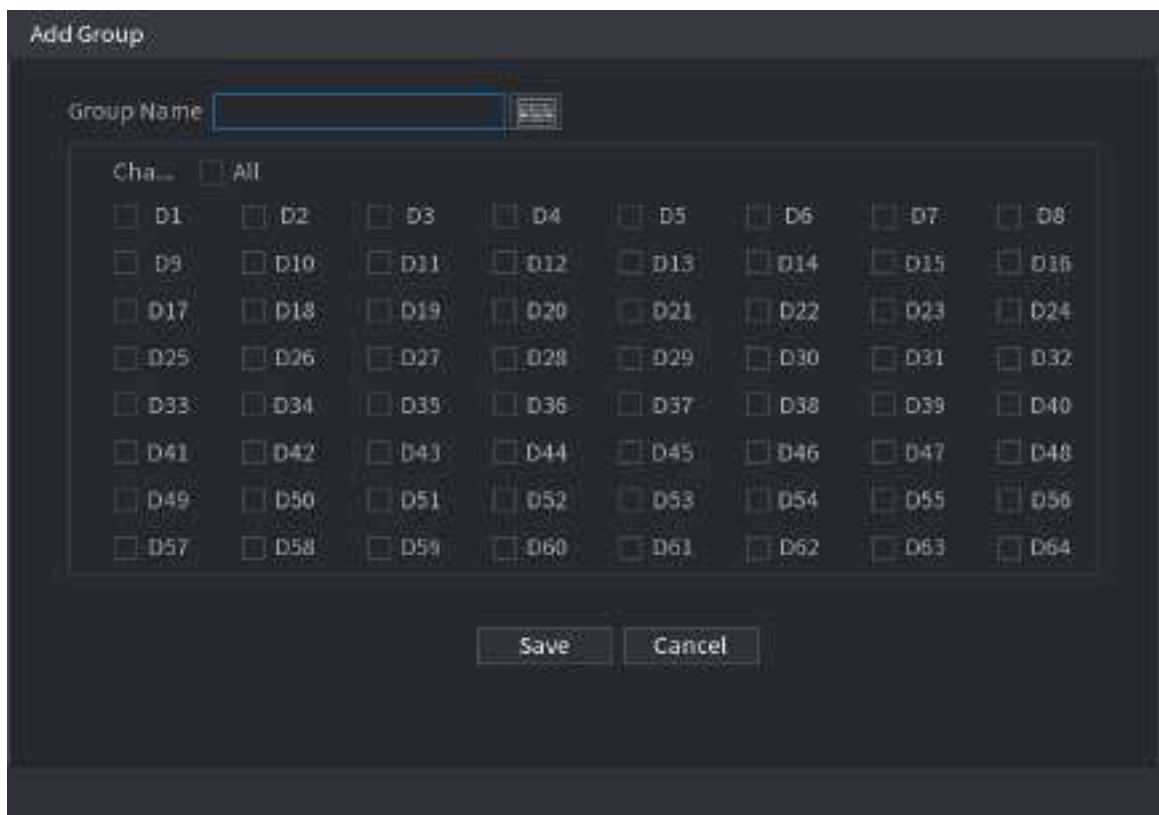 Add Group
Group Name
Cha... All
D1 D2 D3 D4 D5 D6 D7 D8
D9 D10 D11 D12 D13 D14 D15 D16
D17 D18 D19 D20 D21 D22 D23 D24
D25 D26 D27 D28 D29 D30 D31 D32
D33 D34 D35 D36 D37 D38 D39 D40
D41 D42 D43 D44 D45 D46 D47 D48
D49 D50 D51 D52 D53 D54 D55 D56
D57 D58 D59 D60 D61 D62 D63 D64
Save Cancel